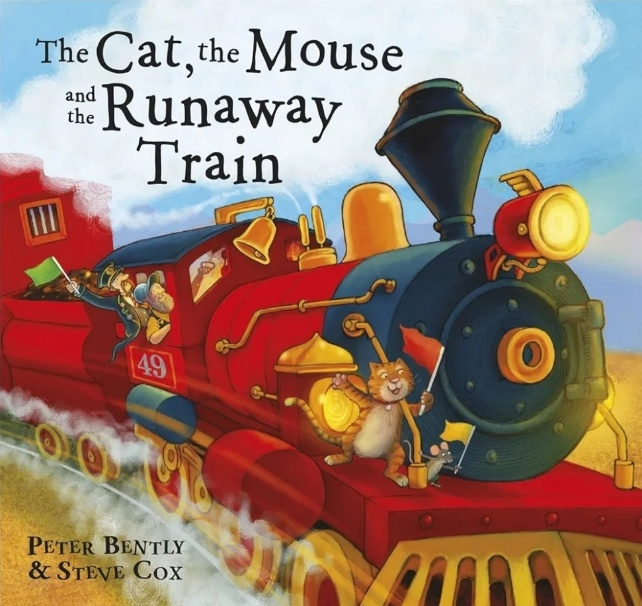 The Cat, the Mouse
and the Runaway
Train
49
Peter Bently
& Steve Cox